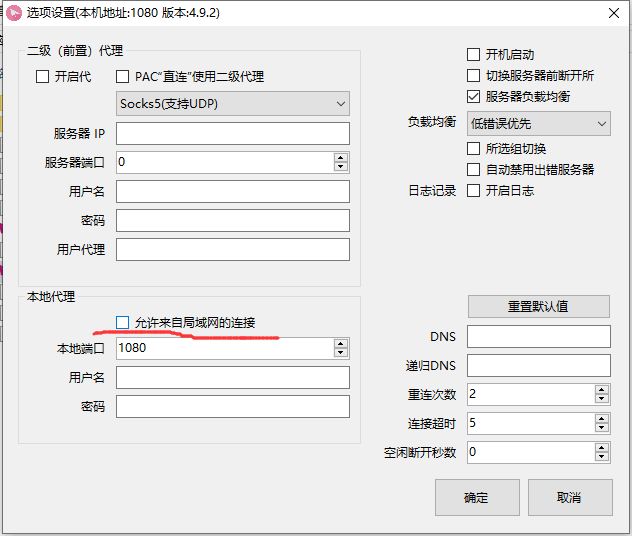 选项设置(本机地址:1080 版本:4.9.2)
二级（前置）代理
开启代
PAC"直连"使用二级代理
Socks5(支持UDP)
服务器 IP
服务器端口
0
用户名
密码
用户代理
开机启动
切换服务器前断开所
服务器负载均衡
负载均衡
低错误优先
所选组切换
自动禁用出错服务器
日志记录
开启日志
本地代理
允许来自局域网的连接
本地端口
1080
用户名
密码
重置默认值
DNS
递归DNS
重连次数
2
连接超时
5
空闲断开秒数
0
确定
取消